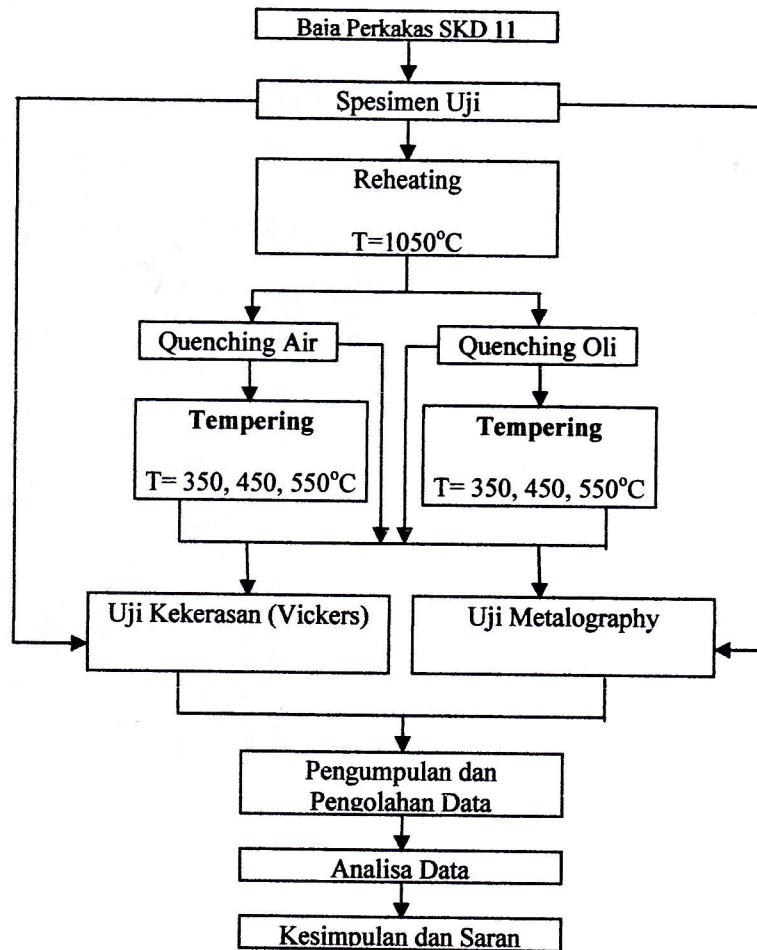 Baia Perkakas SKD 11
Spesimen Uji
Reheating
T=1050°C
Quenching Air
Quenching Oli
Tempering
T= 350, 450, 550°C
Tempering
T= 350, 450, 550°C
Uji Kekerasan (Vickers)
Uji Metalography
Pengumpulan dan
Pengolahan Data
Analisa Data
Kesimpulan dan Saran